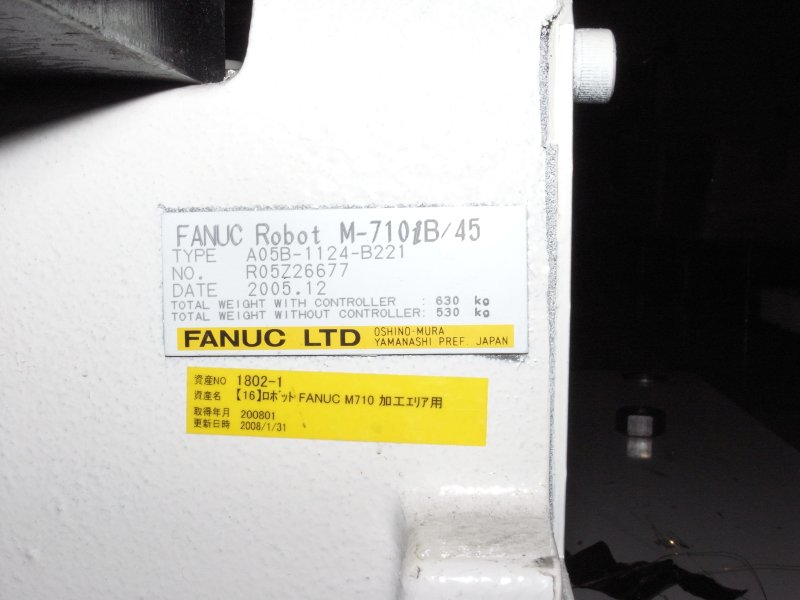 FANUC Robot M-710iB/45
TYPE A05B-1124-B221
NO. R05Z26677
DATE 2005.12
TOTAL WEIGHT WITH CONTROLLER : 630 kg
TOTAL WEIGHT WITHOUT CONTROLLER: 530 kg
FANUC LTD OSHINO-MURA
YAMANASHI PREF. JAPAN
資産NO 1802-1
資産名 【16】ロボット FANUC M710 加工エリア用
取得年月 200801
更新日時 2008/1/31